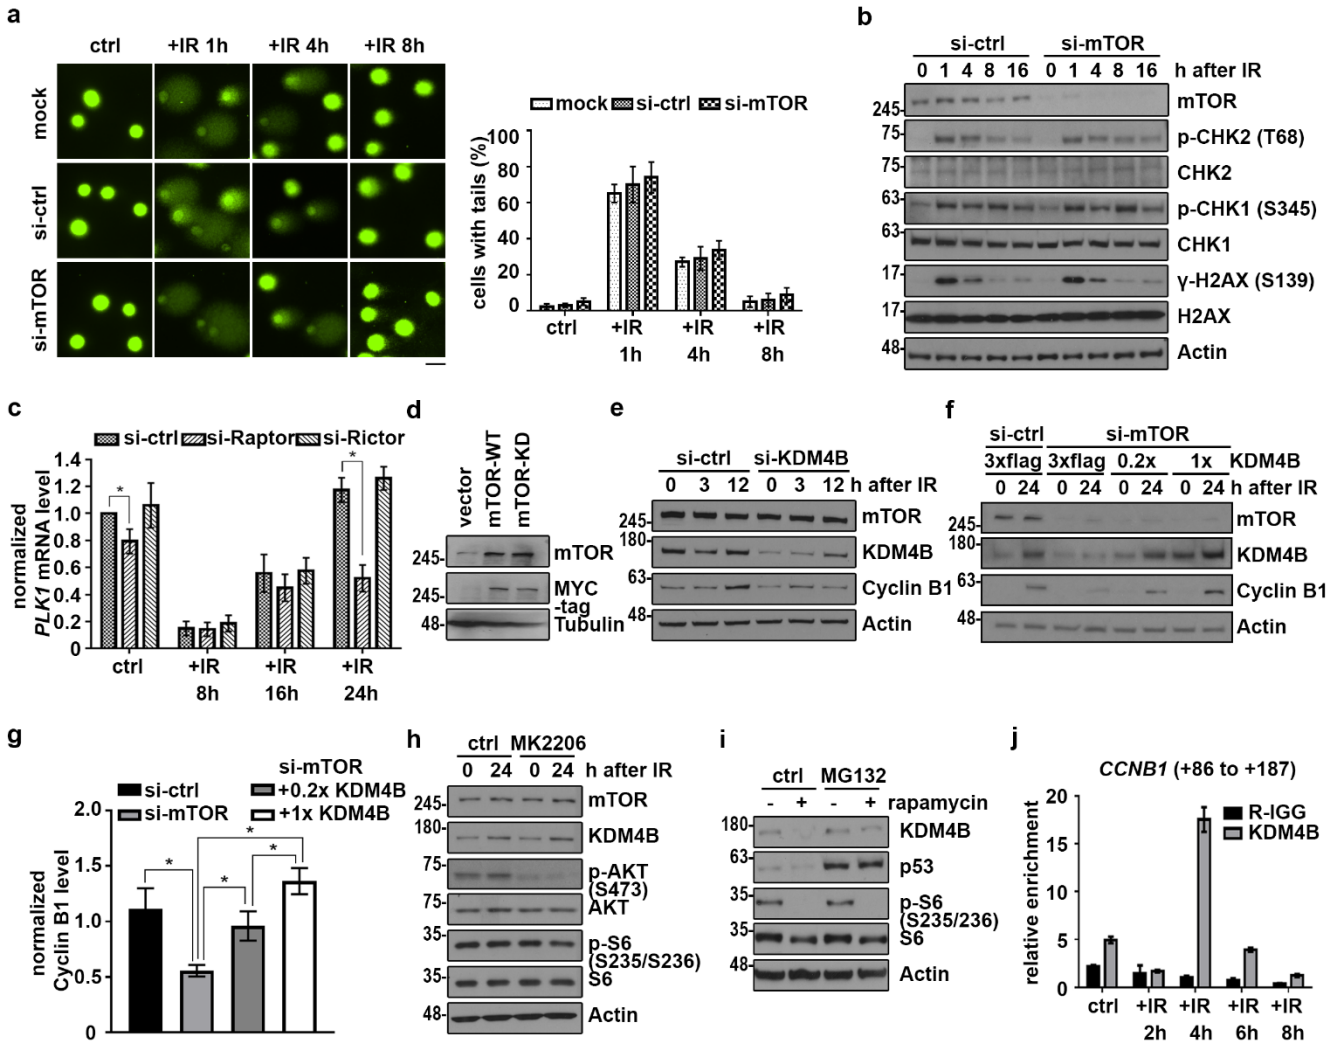 a
ctrl +IR 1h +IR 4h +IR 8h
mock
si-ctrl
si-mTOR
mock si-ctrl si-mTOR
cells with tails (%)
100
80
60
40
20
0
ctrl +IR +IR +IR
1h 4h 8h
b
si-ctrl si-mTOR
0 1 4 8 16 0 1 4 8 16 h after IR
245- mTOR
75- p-CHK2 (T68)
75- CHK2
63- p-CHK1 (S345)
63- CHK1
17- γ-H2AX (S139)
17- H2AX
48- Actin
c
si-ctrl si-Raptor si-Rictor
normalized
PLK1 mRNA level
1.4
1.2
1.0
0.8
0.6
0.4
0.2
0
* *
ctrl +IR +IR +IR
8h 16h 24h
d
vector
mTOR-WT
mTOR-KD
245- mTOR
245- MYC
-tag
48- Tubulin
e
si-ctrl si-KDM4B
0 3 12 0 3 12 h after IR
245- mTOR
180-
KDM4B
63- Cyclin B1
48- Actin
f
si-ctrl si-mTOR
3xflag 3xflag 0.2x 1x KDM4B
0 24 0 24 0 24 0 24 h after IR
245- mTOR
180-
KDM4B
63-
Cyclin B1
48- Actin
g
si-mTOR
si-ctrl +0.2x KDM4B
si-mTOR +1x KDM4B
normalized
Cyclin B1 level
2.0
1.5
1.0
0.5
0
* * * *
h
ctrl MK2206
0 24 0 24 h after IR
245- mTOR
180-
KDM4B
75- p-AKT
(S473)
75- AKT
35- p-S6
(S235/S236)
35- S6
48- Actin
i
ctrl MG132
- + - + rapamycin
180- KDM4B
63- p53
35- p-S6
(S235/236)
35- S6
48- Actin
j
CCNB1 (+86 to +187)
R-IGG
KDM4B
relative enrichment
20
15
10
5
0
ctrl +IR +IR +IR +IR
2h 4h 6h 8h